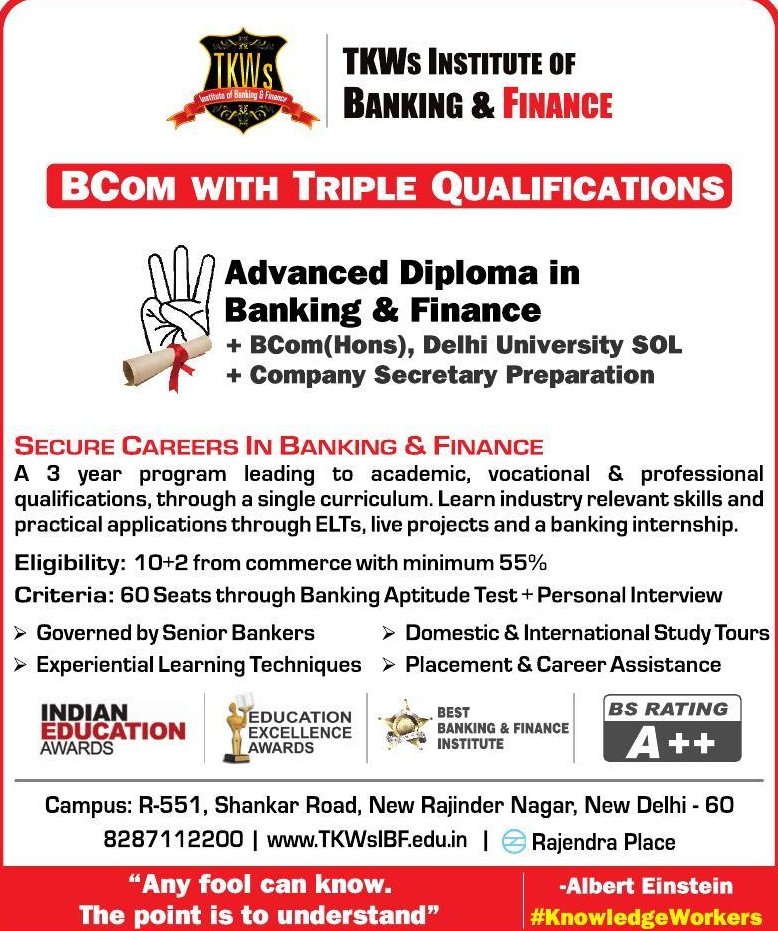 TKWs
Institute of Banking & Finance
TKWs INSTITUTE OF
BANKING & FINANCE
BCOM WITH TRIPLE QUALIFICATIONS
Advanced Diploma in
Banking & Finance
+ BCom(Hons), Delhi University SOL
+ Company Secretary Preparation
SECURE CAREERS IN BANKING & FINANCE
A 3 year program leading to academic, vocational & professional
qualifications, through a single curriculum. Learn industry relevant skills and
practical applications through ELTs, live projects and a banking internship.
Eligibility: 10+2 from commerce with minimum 55%
Criteria: 60 Seats through Banking Aptitude Test + Personal Interview
➢ Governed by Senior Bankers
➢ Domestic & International Study Tours
➢ Experiential Learning Techniques
➢ Placement & Career Assistance
INDIAN
EDUCATION
AWARDS
EDUCATION
EXCELLENCE
AWARDS
BEST
BANKING & FINANCE
INSTITUTE
BS RATING
A++
Campus: R-551, Shankar Road, New Rajinder Nagar, New Delhi - 60
8287112200 | www.TKWsIBF.edu.in | Rajendra Place
“Any fool can know.
The point is to understand”
-Albert Einstein
#KnowledgeWorkers